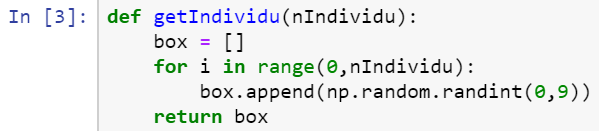 In [3]: def getIndividu(nIndividu):
    box = []
    for i in range(0,nIndividu):
        box.append(np.random.randint(0,9))
    return box